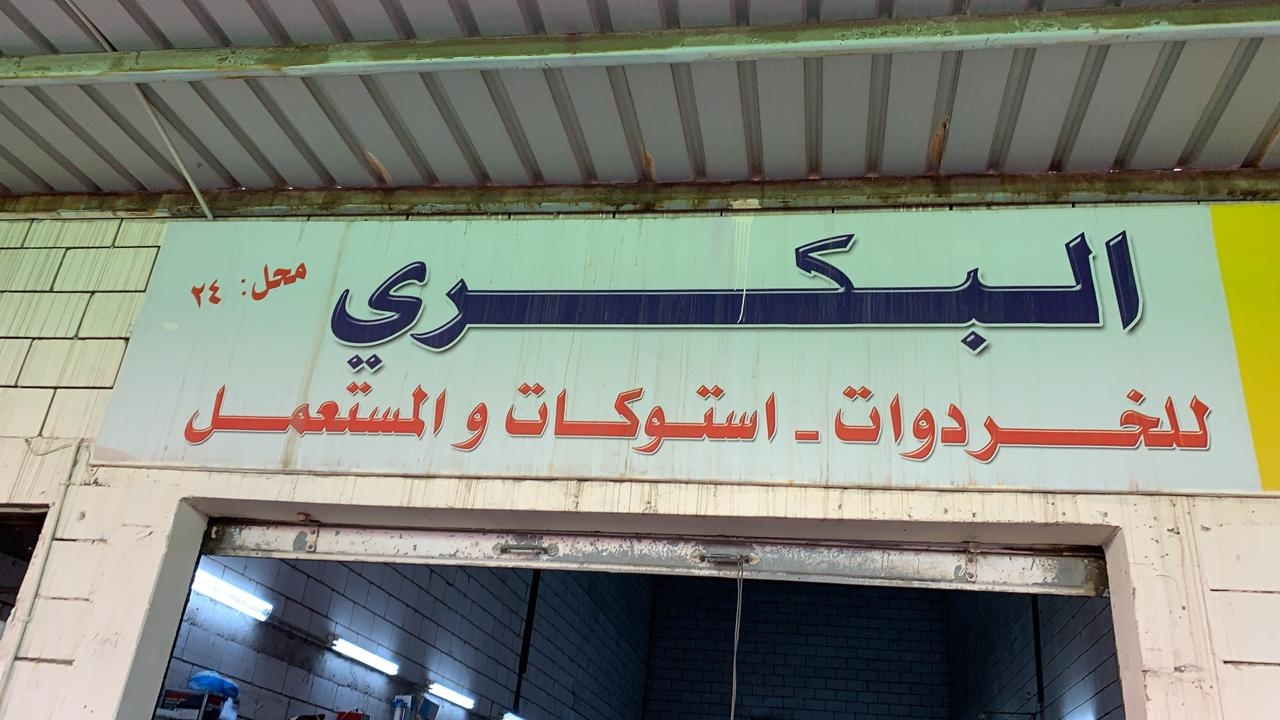 البكري
محل: ٢٤
للخردوات - استوكات و المستعمل